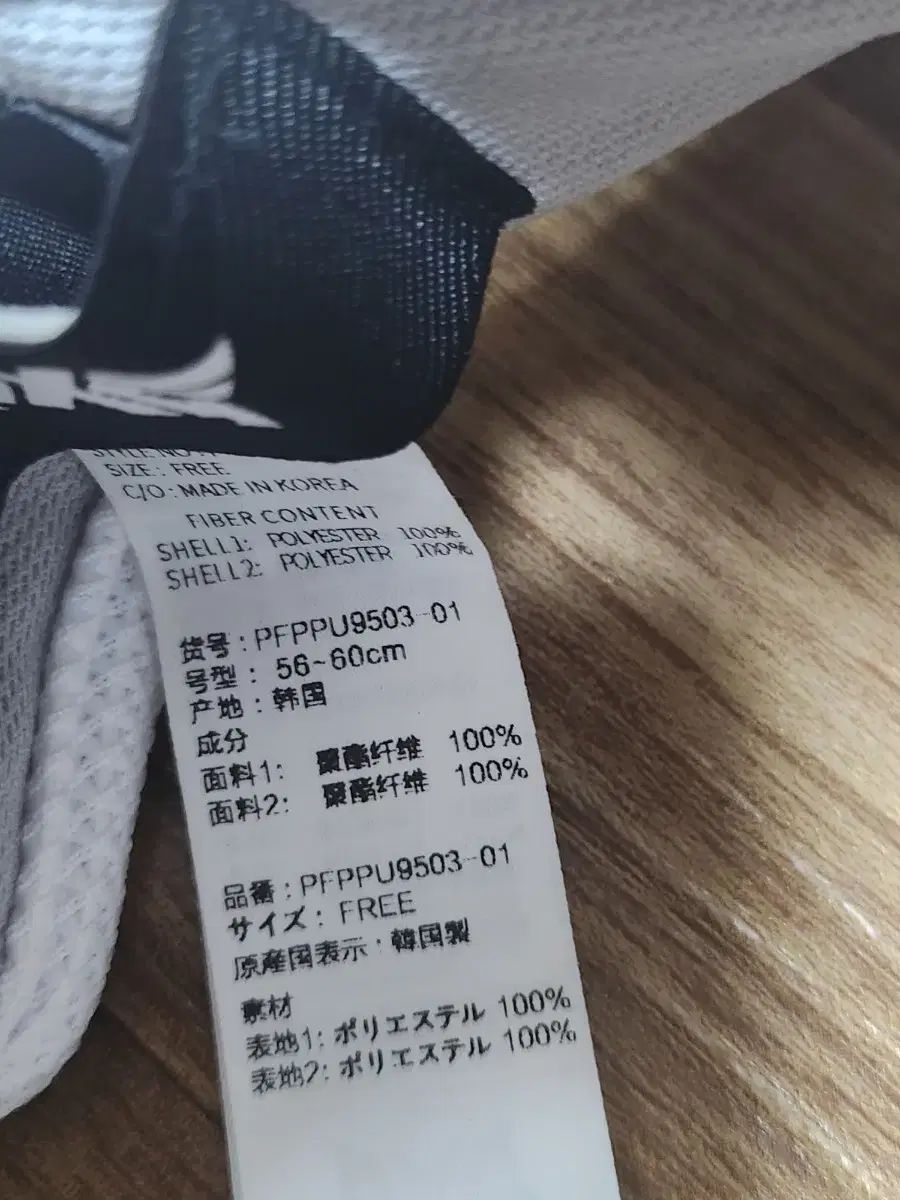 SIZE: FREE
C/O: MADE IN KOREA
FIBER CONTENT
SHELL1: POLYESTER 100%
SHELL2: POLYESTER 100%
货号: PFPPU9503-01
号型: 56~60cm
产地: 韩国
成分
面料1: 聚酯纤维 100%
面料2: 聚酯纤维 100%
品番: PFPPU9503-01
サイズ: FREE
原産国表示: 韓国製
素材
表地1: ポリエステル 100%
表地2: ポリエステル 100%